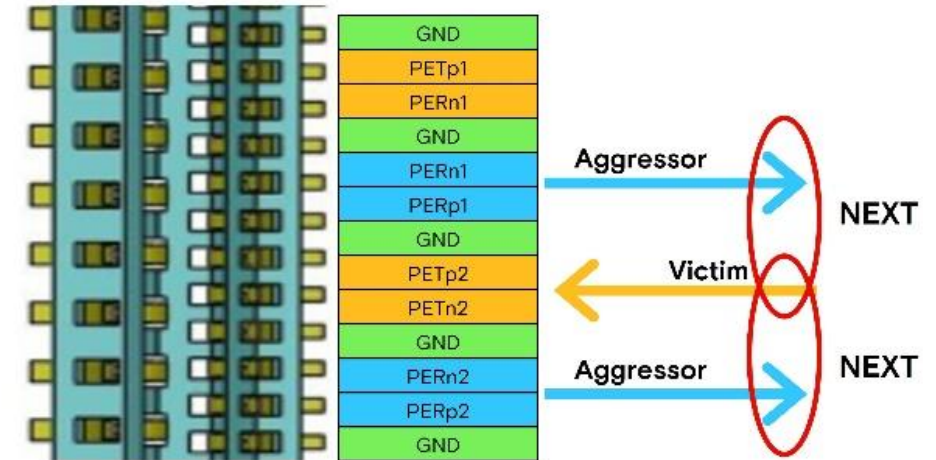 GND
PETp1
PERn1
GND
PERn1
PERp1
GND
PETp2
PETn2
GND
PERn2
PERp2
GND
Aggressor
NEXT
Victim
Aggressor
NEXT